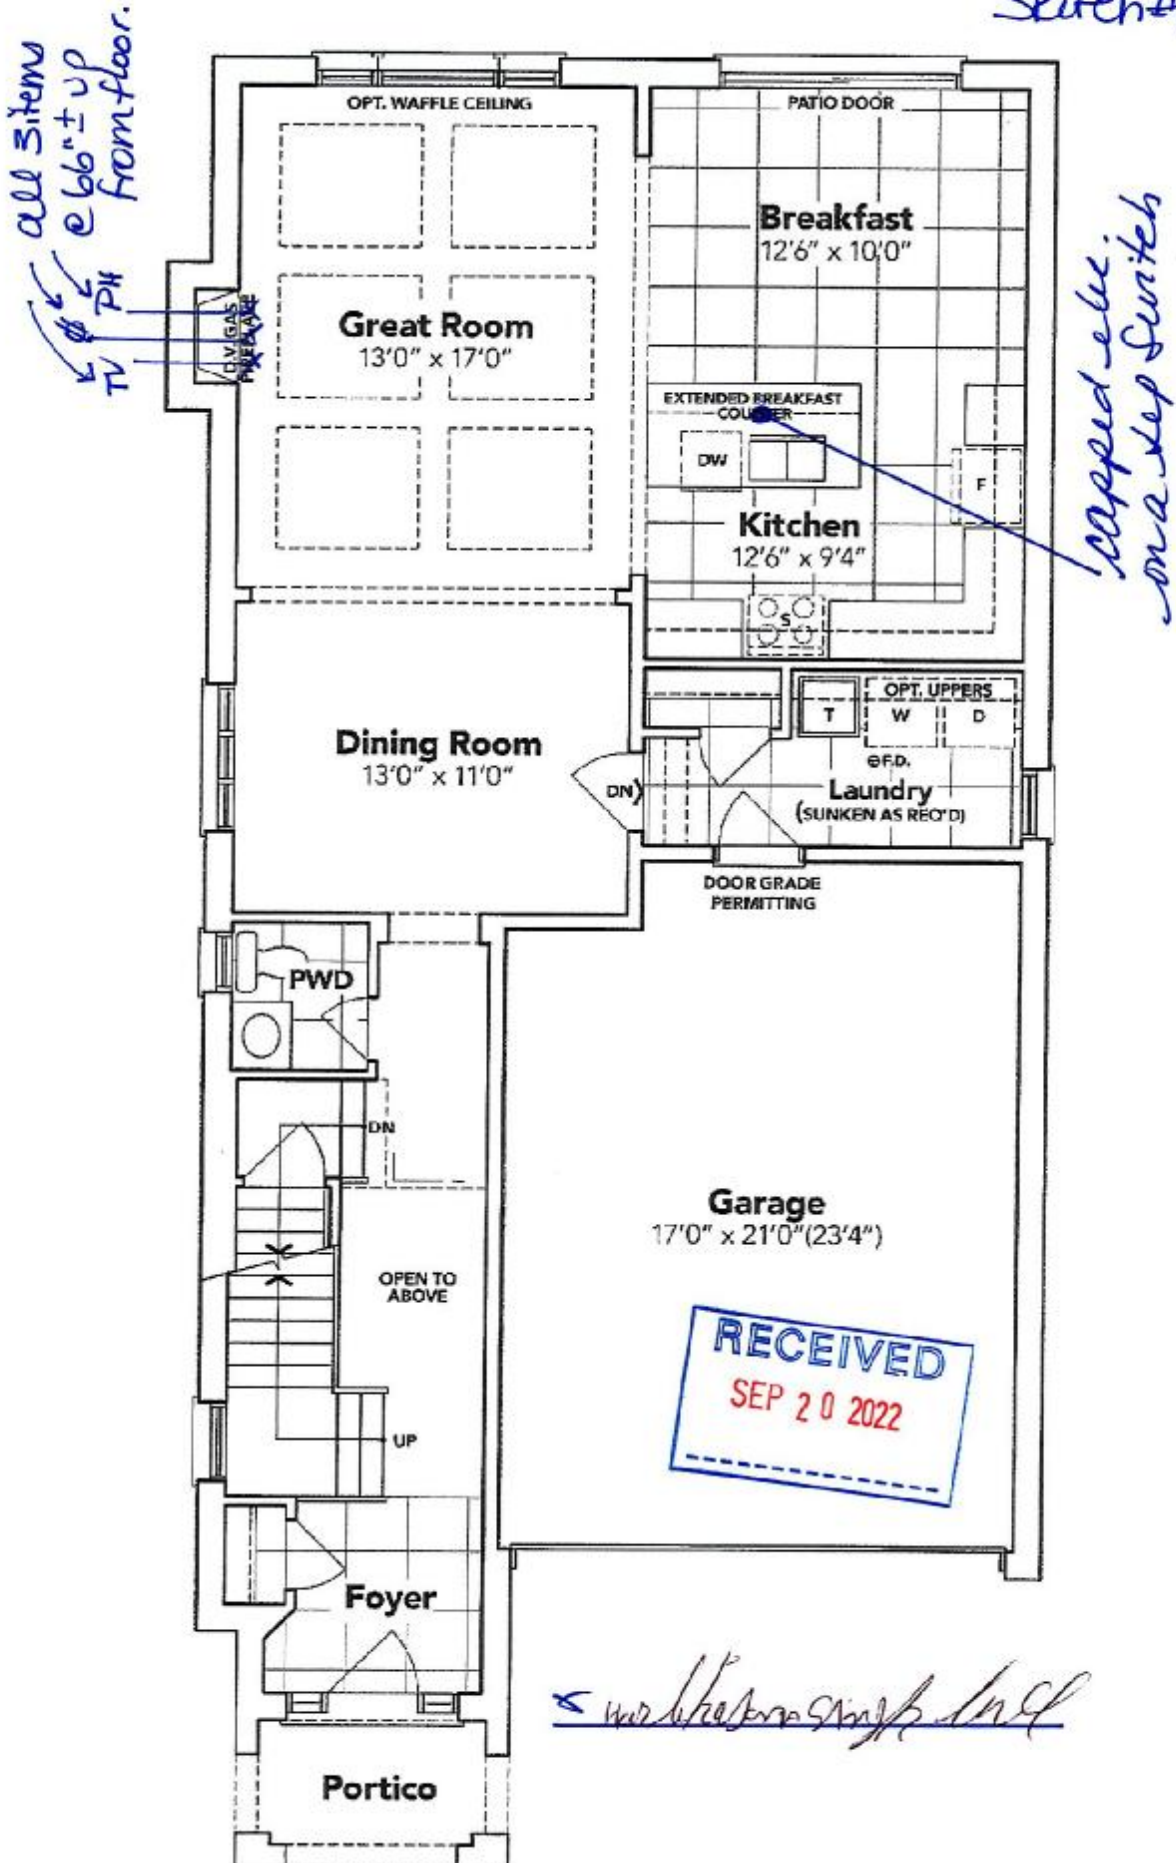 Sketch #
all 3 items
@ 66"± up
from floor.
TV
PH
OPT. WAFFLE CEILING
PATIO DOOR
Breakfast
12'6" x 10'0"
D.V. GAS
FIREPLACE
Great Room
13'0" x 17'0"
capped elec.
on a sep switch
EXTENDED BREAKFAST
COUNTER
DW
F
Kitchen
12'6" x 9'4"
S
OPT. UPPERS
T
W
D
Dining Room
13'0" x 11'0"
F.D.
DN
Laundry
(SUNKEN AS REQ'D)
DOOR GRADE
PERMITTING
PWD
DN
Garage
17'0" x 21'0"(23'4")
OPEN TO
ABOVE
RECEIVED
SEP 20 2022
UP
Foyer
x
Portico